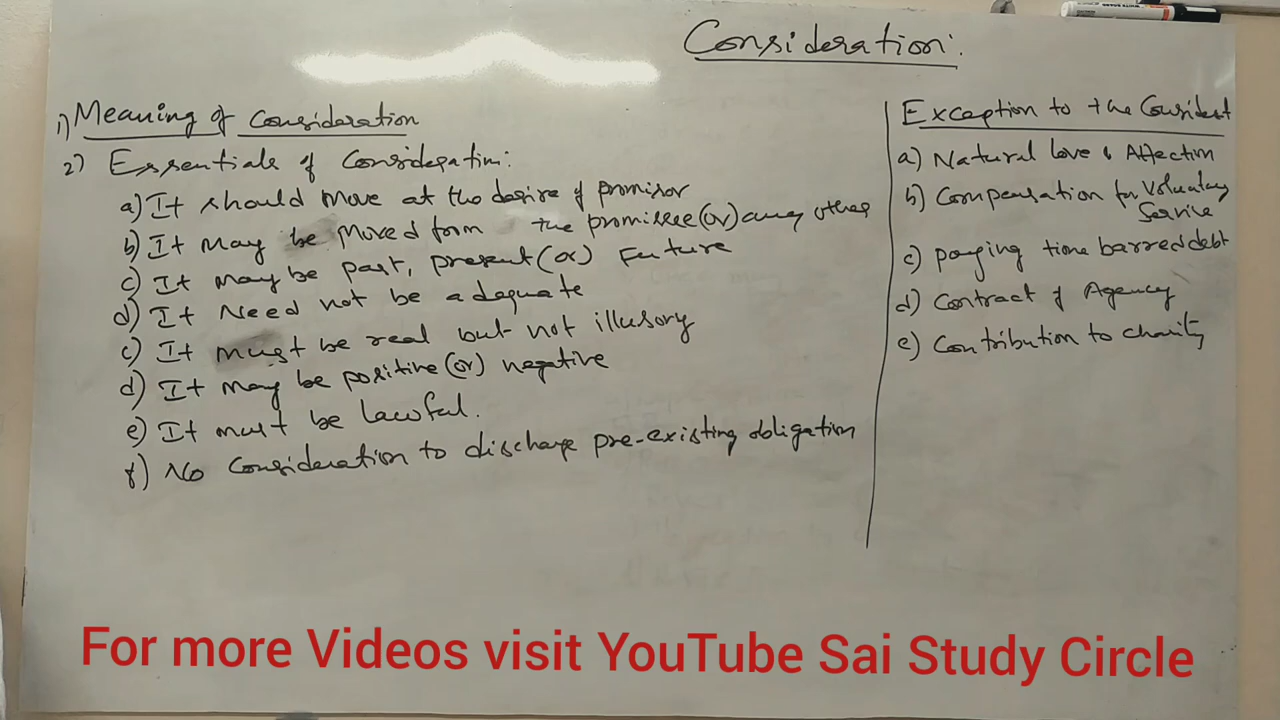 Consideration:
1) Meaning of Consideration
2) Essentials of Consideration:
a) It should move at the desire of promisor
b) It may be moved from the promisee (or) any other
c) It may be past, present (or) Future
d) It Need not be adequate
c) It must be real but not illusory
d) It may be positive (or) negative
e) It must be lawful.
f) No Consideration to discharge pre-existing obligation
Exception to the Considerat
a) Natural love & Affection
b) Compensation for Voluntary
Service
c) paying time barred debt
d) Contract of Agency
e) Contribution to charity
For more Videos visit YouTube Sai Study Circle